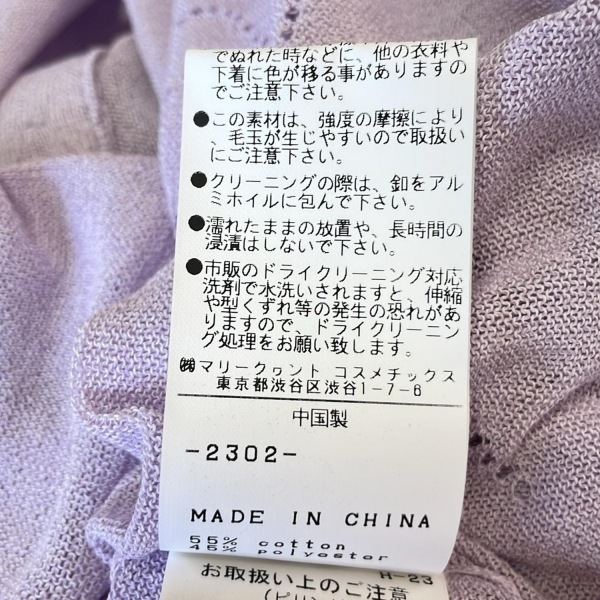 でぬれた時などに、他の衣料や
下着に色が移る事がありますの
でご注意下さい。
●この素材は、強度の摩擦により
、毛玉が生じやすいので取扱い
にご注意下さい。
●クリーニングの際は、釦をアル
ミホイルに包んで下さい。
●濡れたままの放置や、長時間の
浸漬はしないで下さい。
●市販のドライクリーニング対応
洗剤で水洗いされますと、伸縮
や型くずれ等の発生の恐れがあ
りますので、ドライクリーニン
グ処理をお願い致します。
㈱マリークヮント コスメチックス
東京都渋谷区渋谷1-7-6
中国製
-2302-
MADE IN CHINA
55% cotton
45% polyester
H-23
お取扱い上のご注意
(ピリン